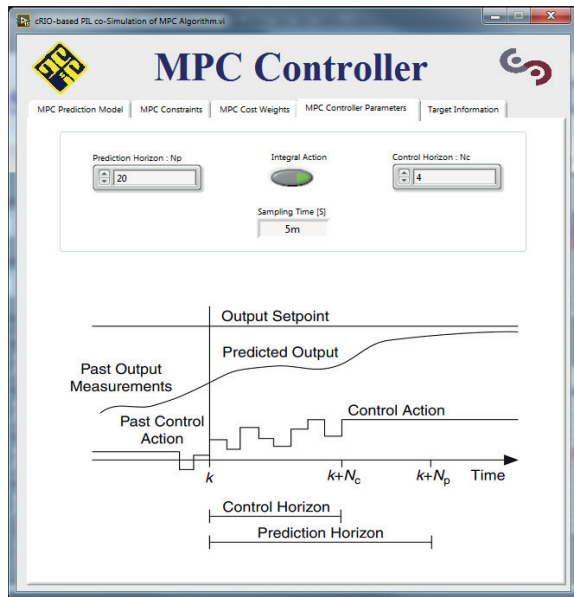 cRIO-based PIL co-Simulation of MPC Algorithm.vi
MPC Controller
MPC Prediction Model
MPC Constraints
MPC Cost Weights
MPC Controller Parameters
Target Information
Prediction Horizon : Np
Integral Action
Control Horizon : Nc
20
4
Sampling Time [S]
5m
Output Setpoint
Predicted Output
Past Output
Measurements
Past Control
Action
Control Action
k
k+Nc
k+Np
Time
Control Horizon
Prediction Horizon